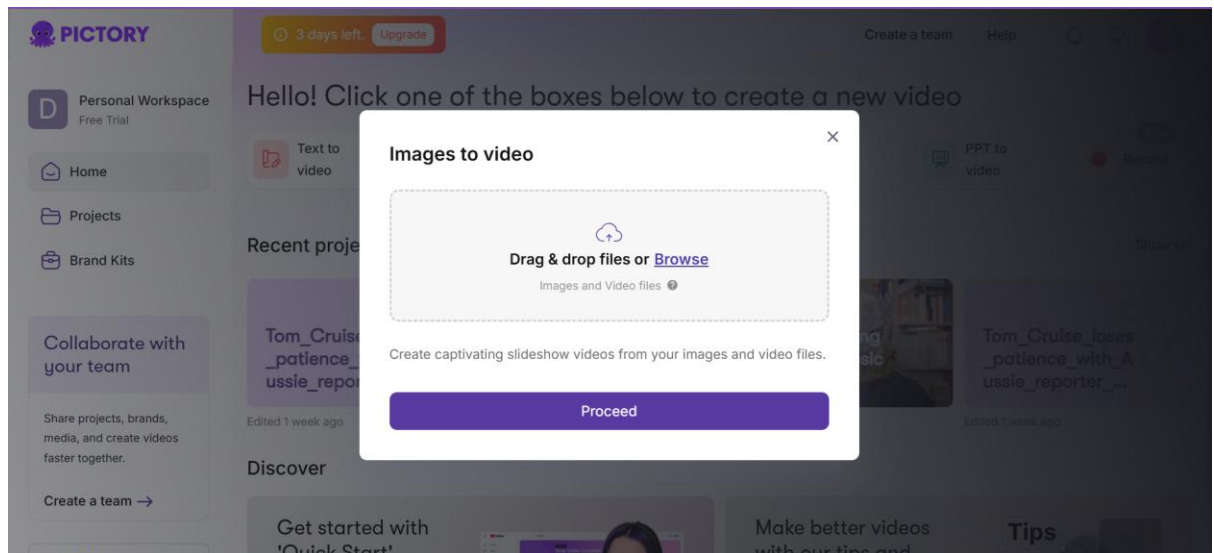 PICTORY
3 days left. Upgrade
Create a team Help
D
Personal Workspace
Free Trial
Home
Projects
Brand Kits
Collaborate with
your team
Share projects, brands,
media, and create videos
faster together.
Create a team →
Hello! Click one of the boxes below to create a new video
Text to
video
PPT to
video
Record
Images to video
Drag & drop files or Browse
Images and Video files
Create captivating slideshow videos from your images and video files.
Proceed
Recent proje
Show all
Tom_Cruise
_patience_
ussie_repor
Edited 1 week ago
ng
sic
Tom_Cruise_loses
_patience_with_A
ussie_reporter_...
Edited 1 week ago
Discover
Get started with
'Quick Start'
Make better videos
with our tips and
Tips